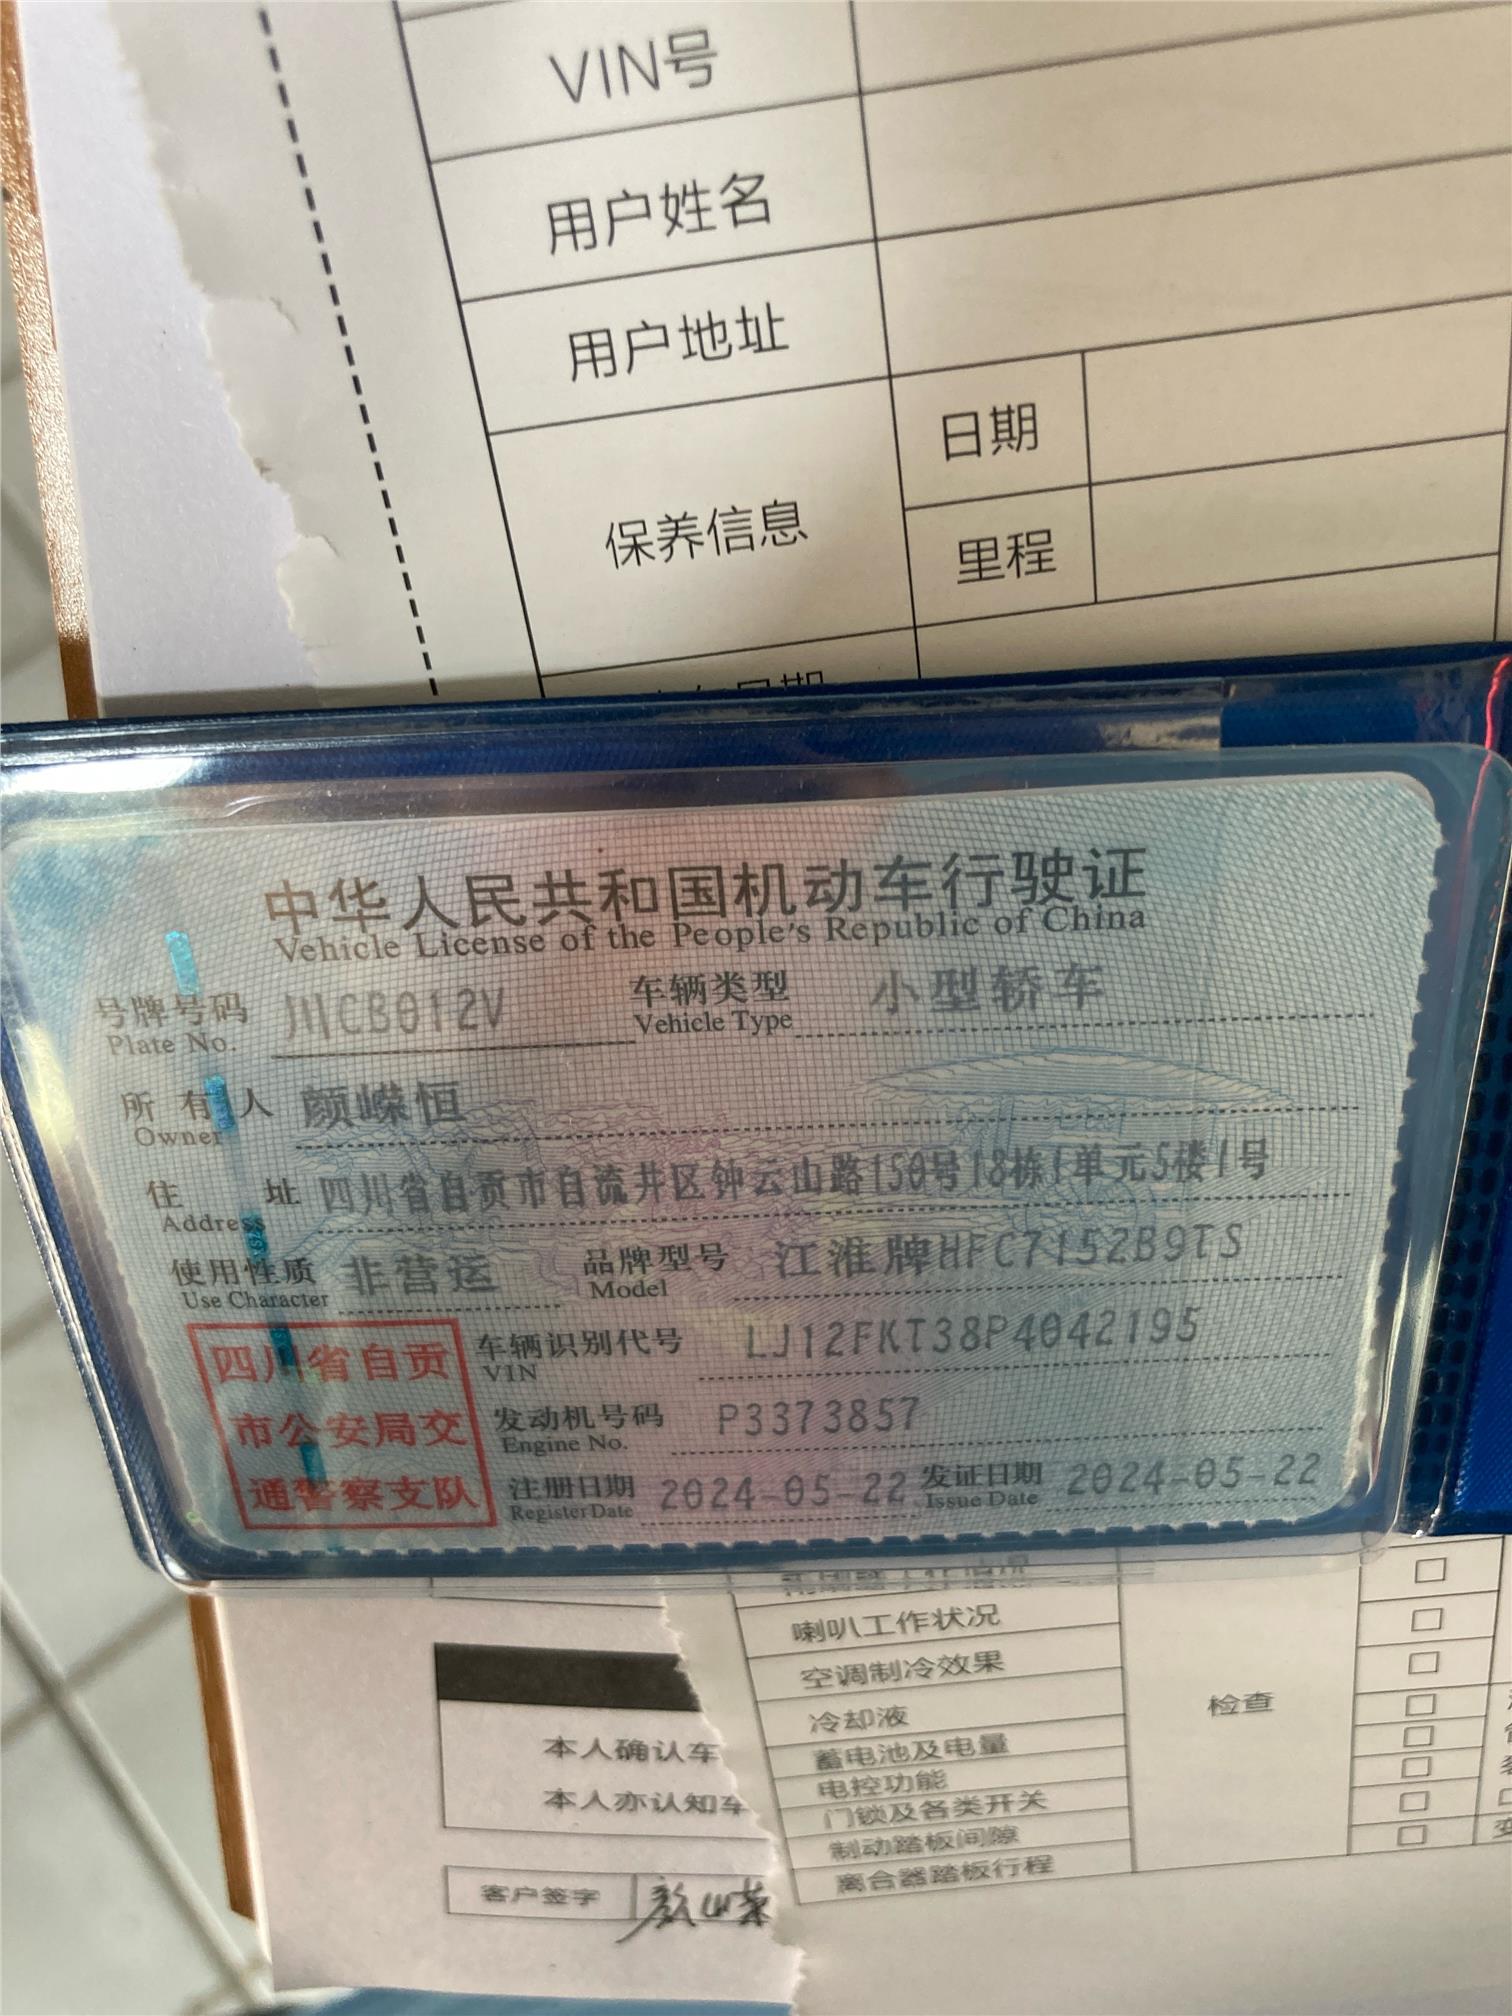 VIN号
用户姓名
用户地址
保养信息
日期
里程
中华人民共和国机动车行驶证
Vehicle License of the People's Republic of China
号牌号码 川CB012V 车辆类型 小型轿车
Plate No. Vehicle Type
所有人 颜嵘恒
Owner
住址 四川省自贡市自流井区钟云山路150号18栋1单元5楼1号
Address
使用性质 非营运 品牌型号 江淮牌HFC7152B9TS
Use Character Model
车辆识别代号 LJ12FKT38P4042195
VIN
发动机号码 P3373857
Engine No.
注册日期 2024-05-22 发证日期 2024-05-22
Register Date Issue Date
四川省自贡
市公安局交
通警察支队
喇叭工作状况
空调制冷效果
冷却液
蓄电池及电量
电控功能
门锁及各类开关
制动踏板间隙
离合器踏板行程
检查
本人确认车
本人亦认知车
客户签字